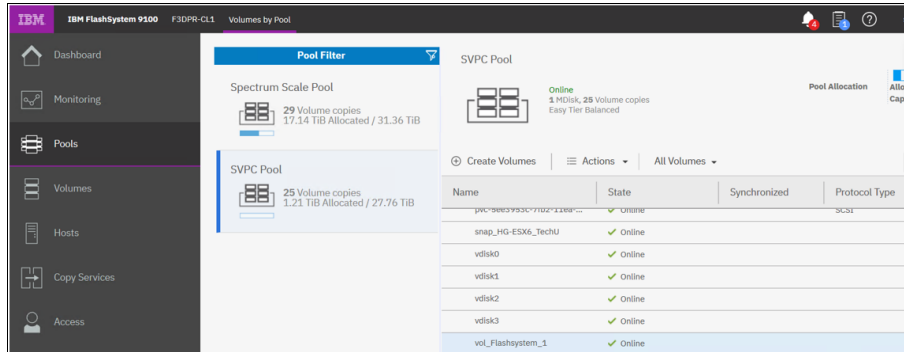 IBM IBM FlashSystem 9100 F3DPR-CL1 Volumes by Pool 4 1
Dashboard
Monitoring
Pools
Volumes
Hosts
Copy Services
Access
Pool Filter
Spectrum Scale Pool
29 Volume copies
17.14 TiB Allocated / 31.36 TiB
SVPC Pool
25 Volume copies
1.21 TiB Allocated / 27.76 TiB
SVPC Pool
Online
1 MDisk, 25 Volume copies
Easy Tier Balanced
Pool Allocation
Allo
Cap
Create Volumes Actions All Volumes
Name State Synchronized Protocol Type
Online SCSI
snap_HG-ESX6_TechU Online
vdisk0 Online
vdisk1 Online
vdisk2 Online
vdisk3 Online
vol_Flashsystem_1 Online